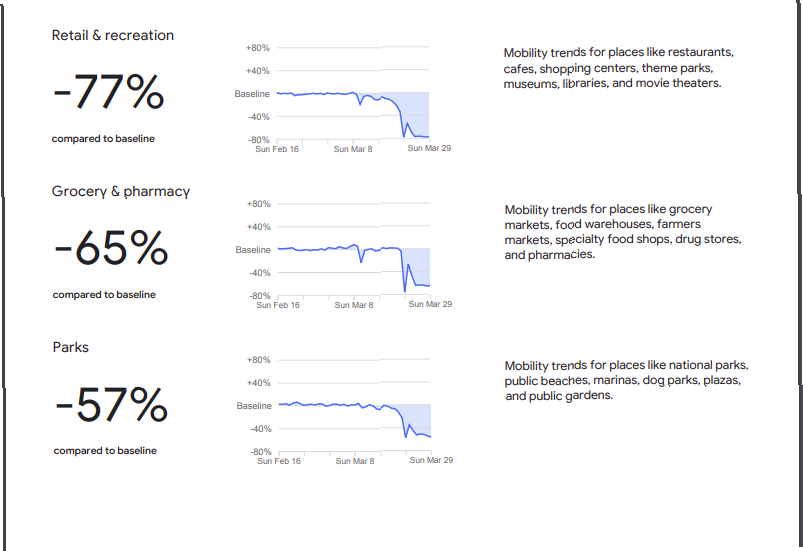 Retail & recreation
-77%
compared to baseline
+80%
+40%
Baseline
-40%
-80%
Sun Feb 16 Sun Mar 8 Sun Mar 29
Mobility trends for places like restaurants,
cafes, shopping centers, theme parks,
museums, libraries, and movie theaters.
Grocery & pharmacy
-65%
compared to baseline
+80%
+40%
Baseline
-40%
-80%
Sun Feb 16 Sun Mar 8 Sun Mar 29
Mobility trends for places like grocery
markets, food warehouses, farmers
markets, specialty food shops, drug stores,
and pharmacies.
Parks
-57%
compared to baseline
+80%
+40%
Baseline
-40%
-80%
Sun Feb 16 Sun Mar 8 Sun Mar 29
Mobility trends for places like national parks,
public beaches, marinas, dog parks, plazas,
and public gardens.